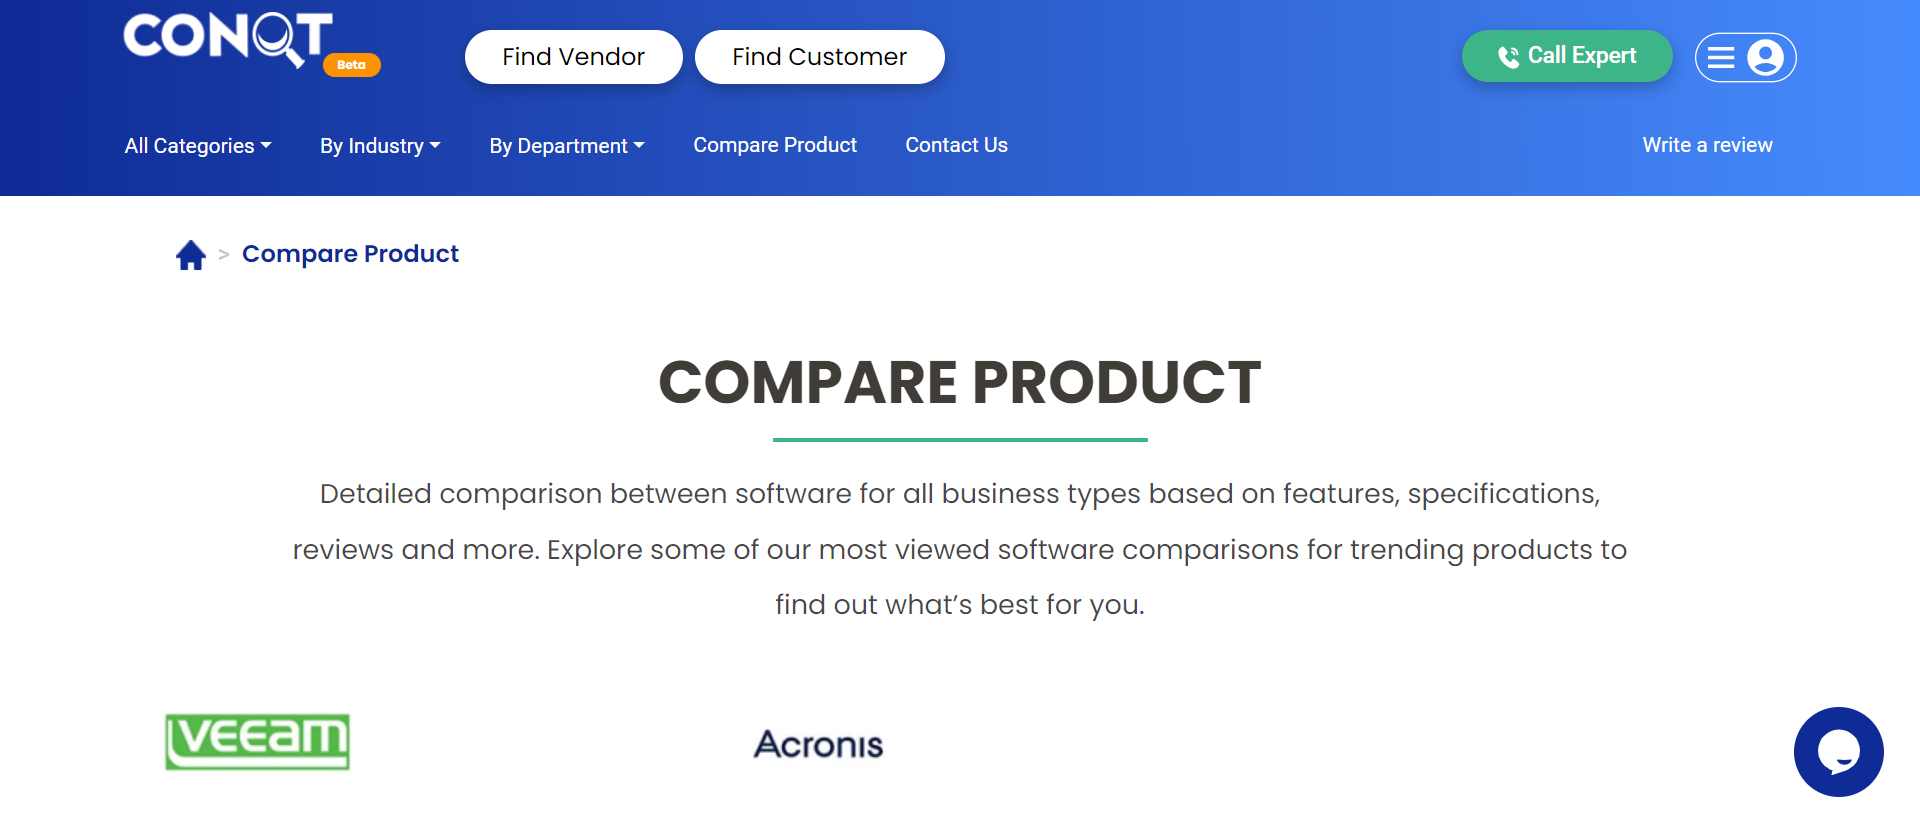 CONQT
Beta
Find Vendor
Find Customer
Call Expert
All Categories
By Industry
By Department
Compare Product
Contact Us
Write a review
> Compare Product
COMPARE PRODUCT
Detailed comparison between software for all business types based on features, specifications,
reviews and more. Explore some of our most viewed software comparisons for trending products to
find out what’s best for you.
veeam
Acronis